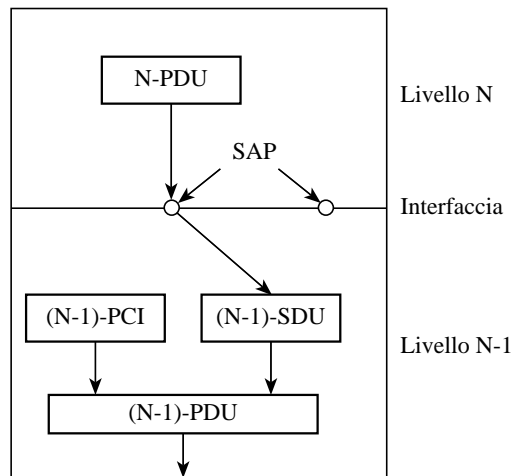 N-PDU
Livello N
SAP
Interfaccia
(N-1)-PCI
(N-1)-SDU
Livello N-1
(N-1)-PDU